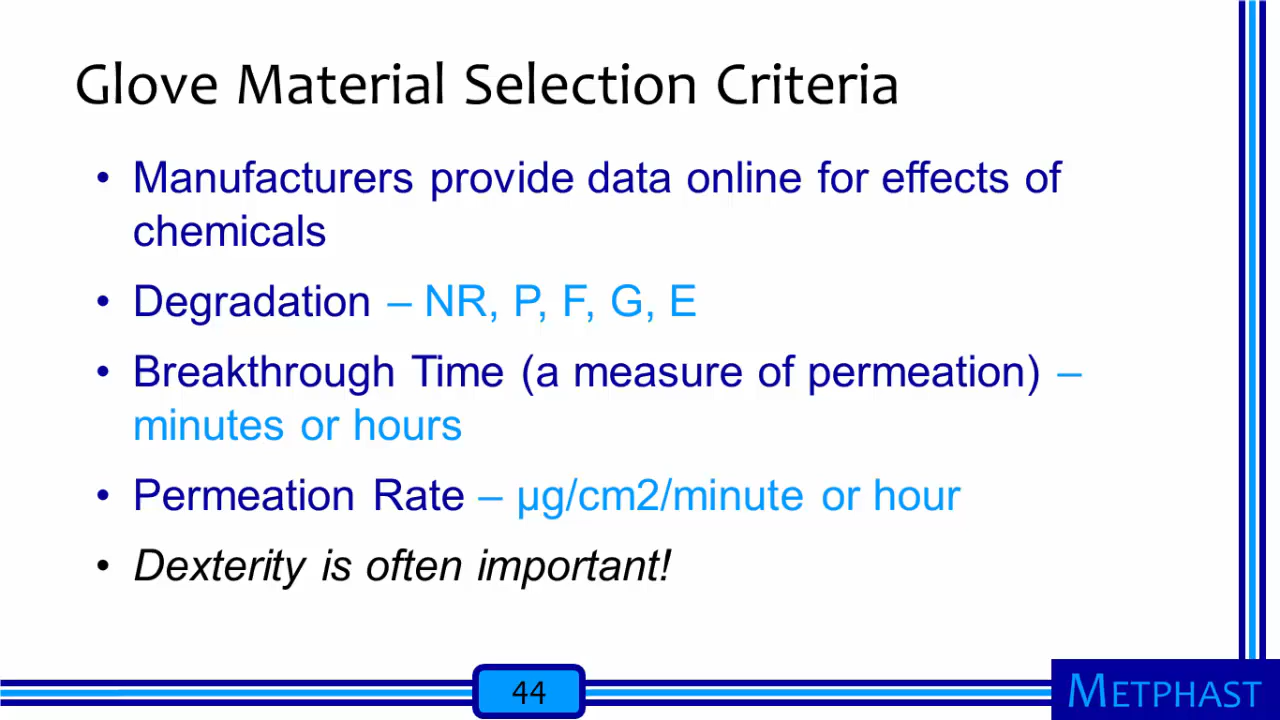 Glove Material Selection Criteria
• Manufacturers provide data online for effects of
chemicals
• Degradation – NR, P, F, G, E
• Breakthrough Time (a measure of permeation) –
minutes or hours
• Permeation Rate – µg/cm2/minute or hour
• Dexterity is often important!
44
METPHAST